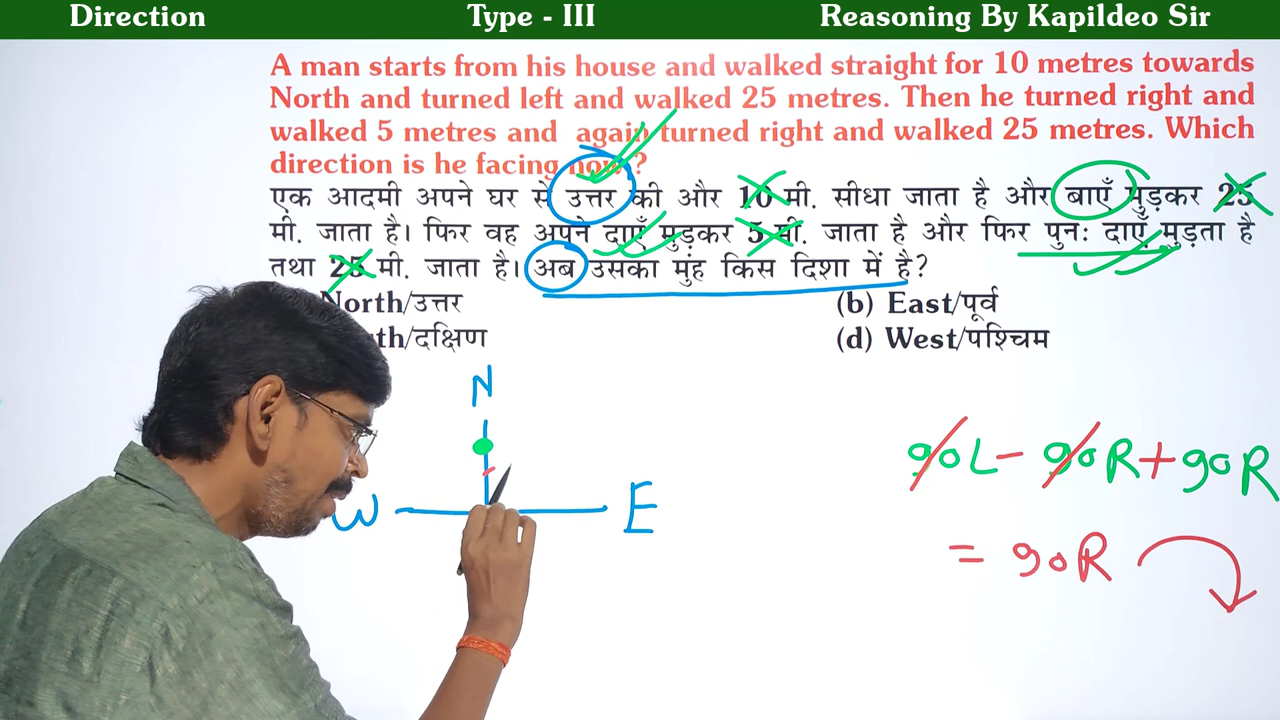 Direction Type - III Reasoning By Kapildeo Sir
A man starts from his house and walked straight for 10 metres towards
North and turned left and walked 25 metres. Then he turned right and
walked 5 metres and again turned right and walked 25 metres. Which
direction is he facing now ?
एक आदमी अपने घर से उत्तर की और 10 मी. सीधा जाता है और बाएँ मुड़कर 25
मी. जाता है। फिर वह अपने दाएँ मुड़कर 5 मी. जाता है और फिर पुनः दाएं मुड़ता है
तथा 25 मी. जाता है। अब उसका मुंह किस दिशा में है?
North/उत्तर (b) East/पूर्व
th/दक्षिण (d) West/पश्चिम
N
90L - 90R + 90R
W E
= 90R